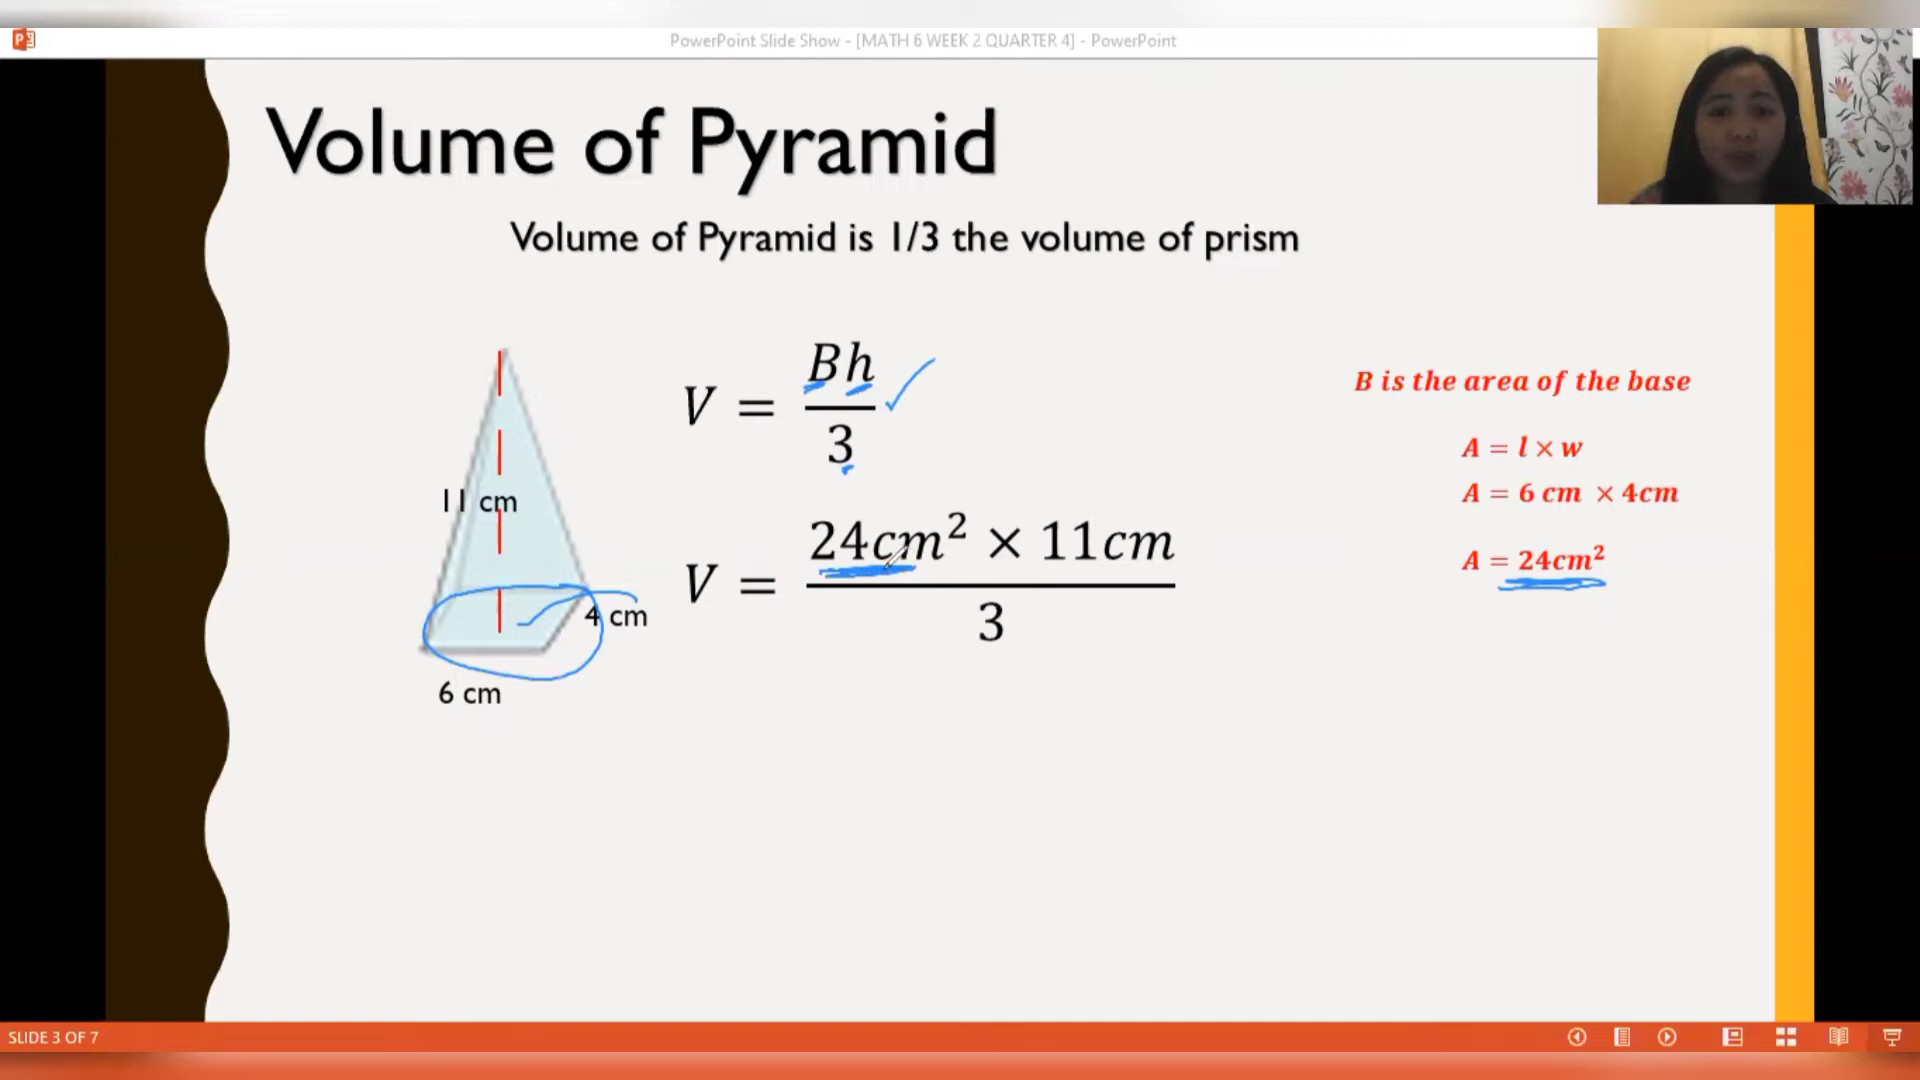 PowerPoint Slide Show - [MATH 6 WEEK 2 QUARTER 4] - PowerPoint
Volume of Pyramid
Volume of Pyramid is 1/3 the volume of prism
V = Bh/3
B is the area of the base
A = l × w
A = 6 cm × 4cm
11 cm
V = 24cm² × 11cm/3
A = 24cm²
4 cm
6 cm
SLIDE 3 OF 7